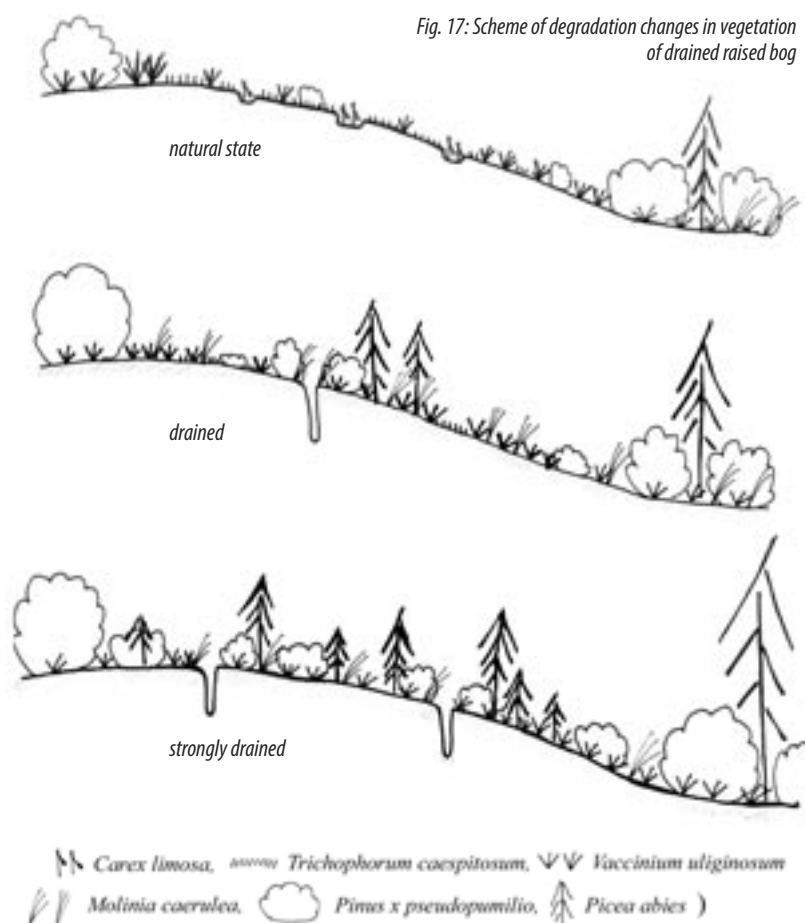 Fig. 17: Scheme of degradation changes in vegetation
of drained raised bog
natural state
drained
strongly drained
Carex limosa, Trichophorum caespitosum, Vaccinium uliginosum
Molinia caerulea, Pinus x pseudopumilio, Picea abies )